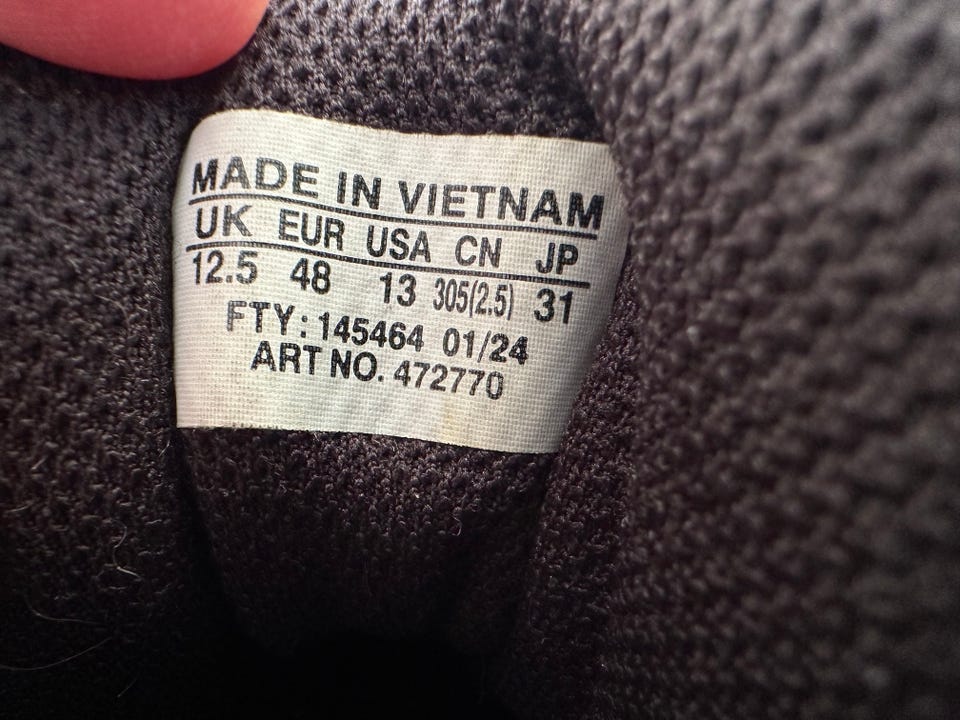 MADE IN VIETNAM
UK EUR USA CN JP
12.5 48 13 305(2.5) 31
FTY: 145464 01/24
ART NO. 472770